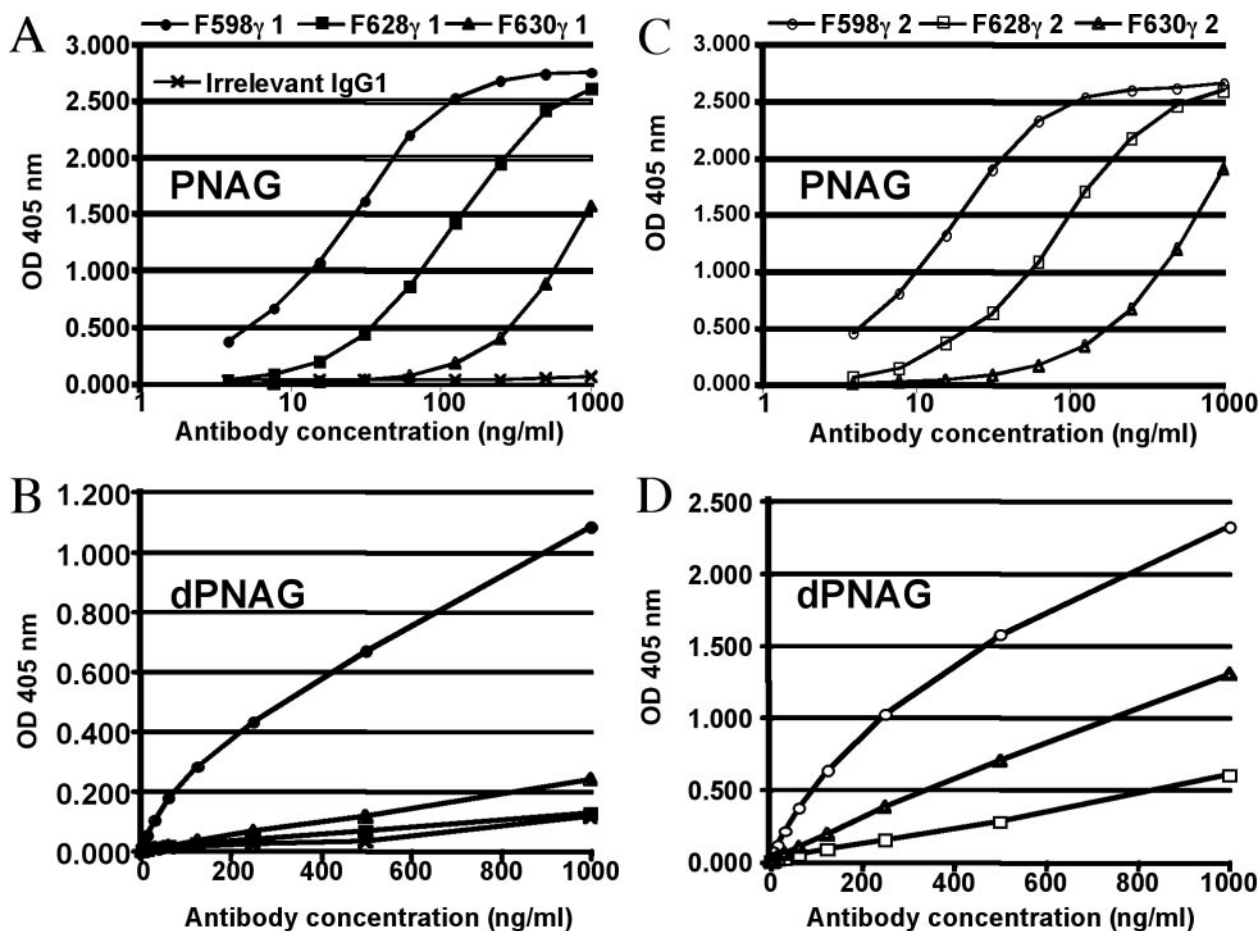 A
F598γ 1 F628γ 1 F630γ 1
Irrelevant IgG1
PNAG
OD 405 nm
3.000
2.500
2.000
1.500
1.000
0.500
0.000
1 10 100 1000
Antibody concentration (ng/ml)
C
F598γ 2 F628γ 2 F630γ 2
PNAG
OD 405 nm
3.000
2.500
2.000
1.500
1.000
0.500
0.000
1 10 100 1000
Antibody concentration (ng/ml)
B
dPNAG
OD 405 nm
1.200
1.000
0.800
0.600
0.400
0.200
0.000
0 200 400 600 800 1000
Antibody concentration (ng/ml)
D
dPNAG
OD 405 nm
2.500
2.000
1.500
1.000
0.500
0.000
0 200 400 600 800 1000
Antibody concentration (ng/ml)